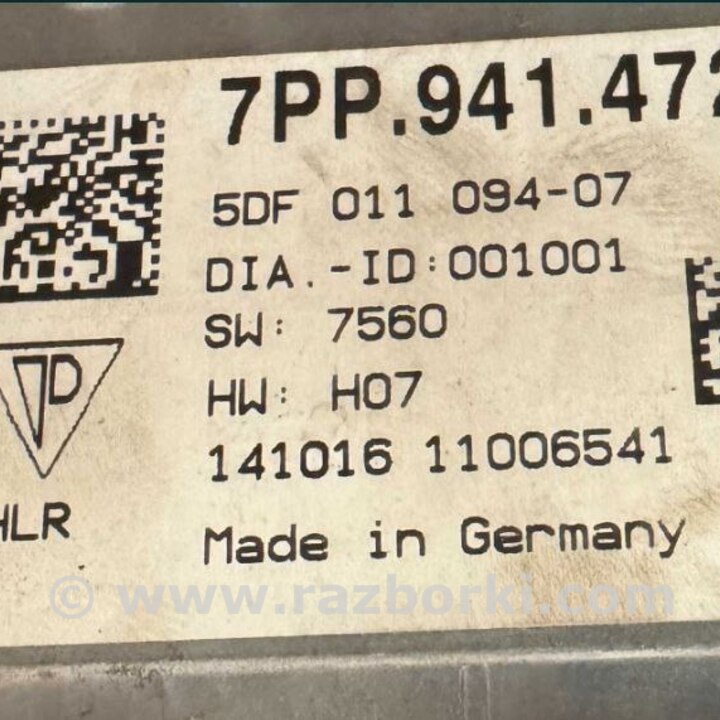 7PP.941.472
5DF 011 094-07
DIA.-ID:001001
SW: 7560
HW: H07
141016 11006541
HLR
Made in Germany
© www.razborki.com